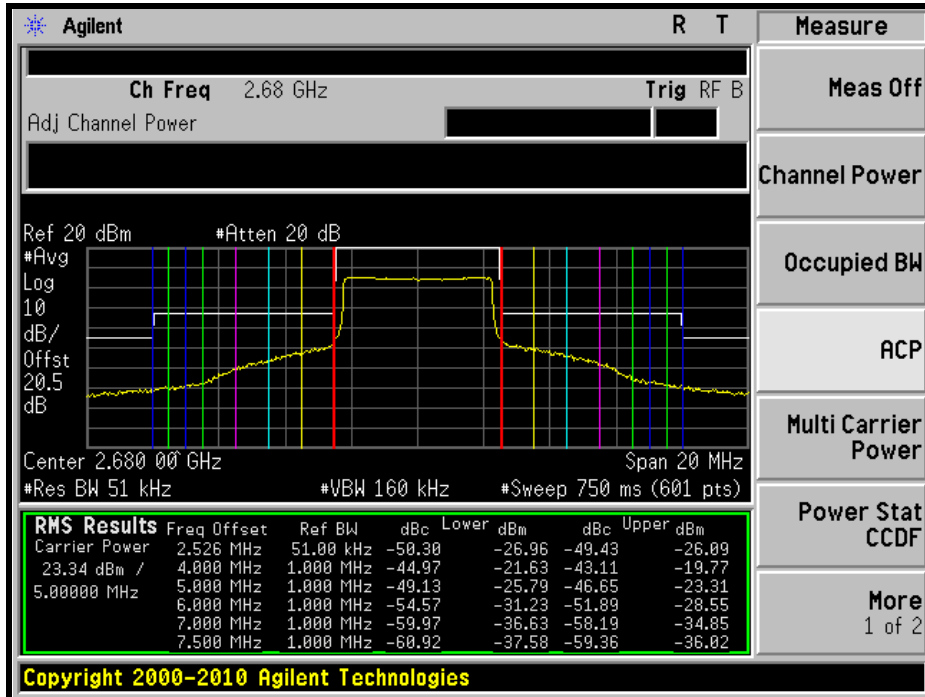 Agilent R T Measure
Ch Freq 2.68 GHz Trig RF B
Adj Channel Power
Meas Off
Channel Power
Occupied BW
ACP
Multi Carrier Power
Power Stat CCDF
More
1 of 2
Ref 20 dBm #Atten 20 dB
#Avg
Log
10
dB/
Offst
20.5
dB
Center 2.680 00 GHz Span 20 MHz
#Res BW 51 kHz #VBW 160 kHz #Sweep 750 ms (601 pts)
RMS Results Freq Offset Ref BW dBc Lower dBm dBc Upper dBm
Carrier Power 2.526 MHz 51.00 kHz -50.30 -26.96 -49.43 -26.09
23.34 dBm / 4.000 MHz 1.000 MHz -44.97 -21.63 -43.11 -19.77
5.00000 MHz 5.000 MHz 1.000 MHz -49.13 -25.79 -46.65 -23.31
6.000 MHz 1.000 MHz -54.57 -31.23 -51.89 -28.55
7.000 MHz 1.000 MHz -59.97 -36.63 -58.19 -34.85
7.500 MHz 1.000 MHz -60.92 -37.58 -59.36 -36.02
Copyright 2000-2010 Agilent Technologies